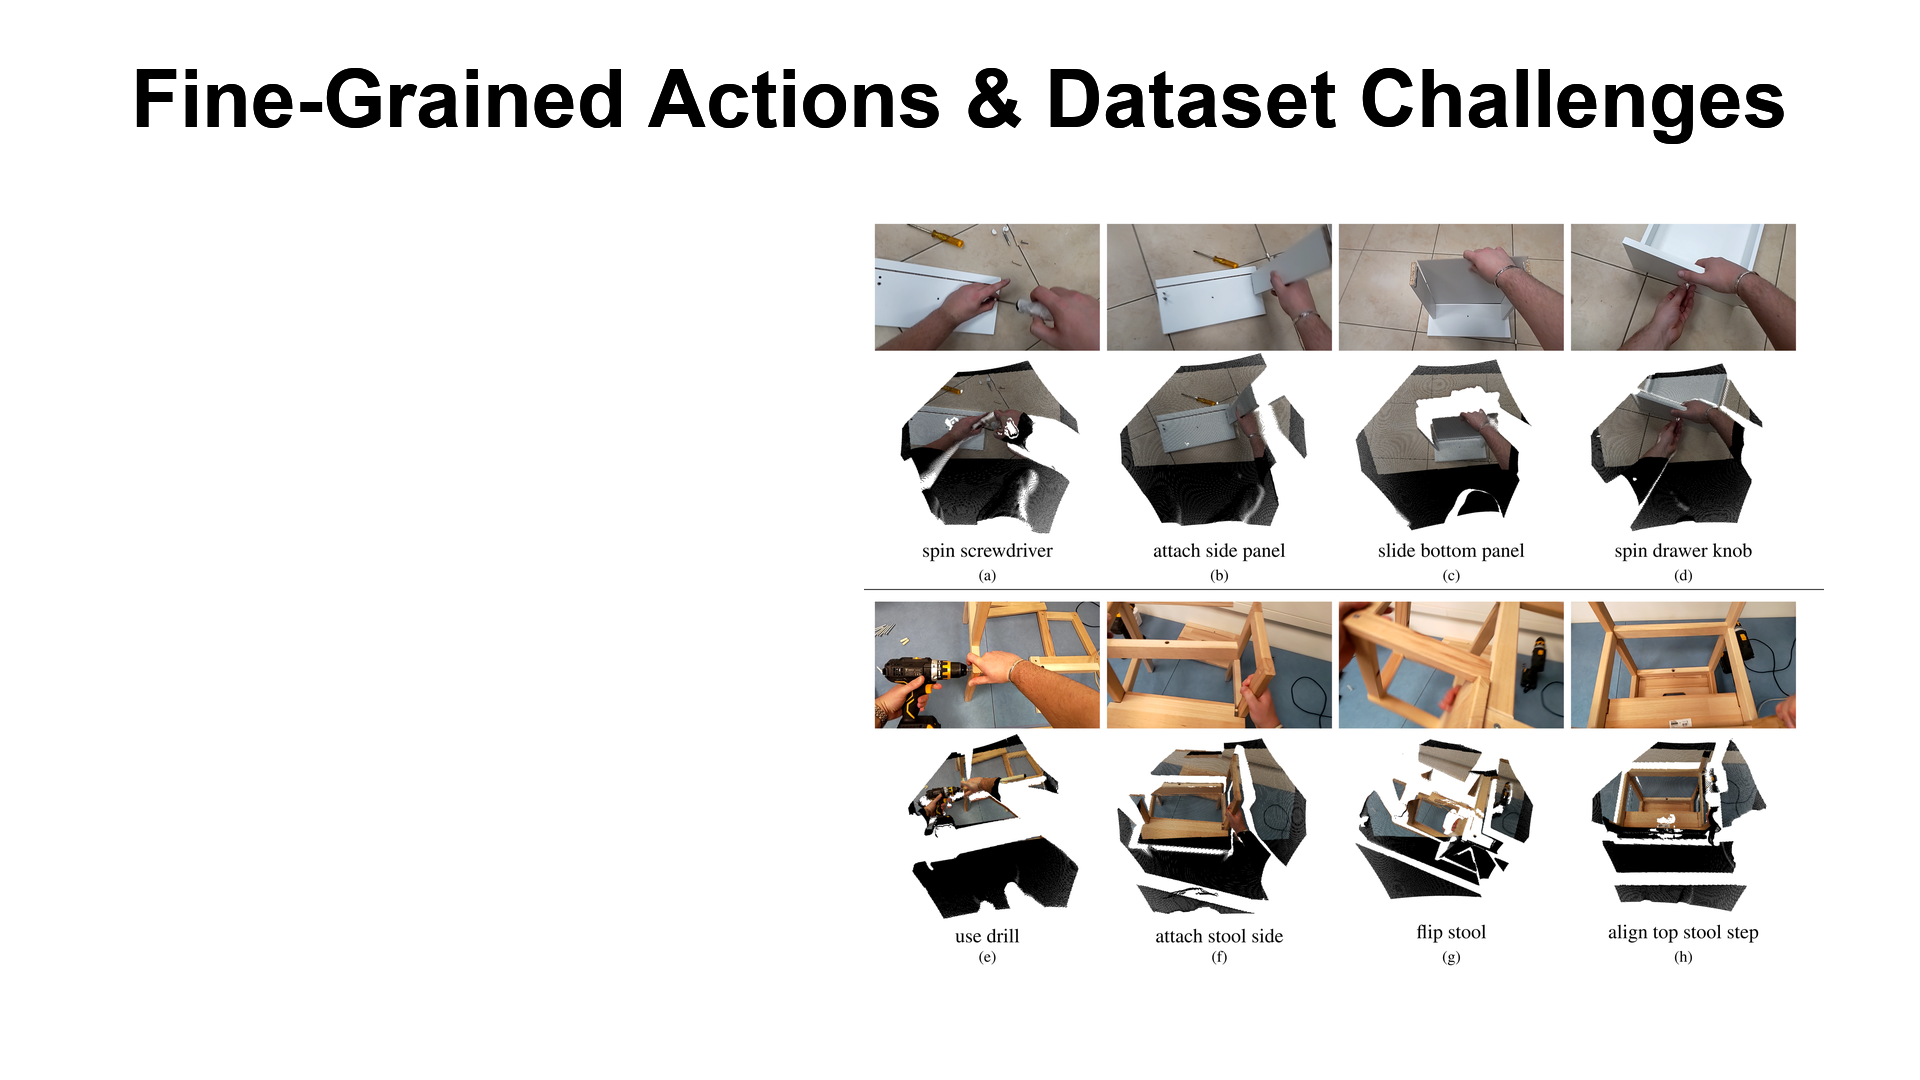 Fine-Grained Actions & Dataset Challenges
spin screwdriver
(a)
attach side panel
(b)
slide bottom panel
(c)
spin drawer knob
(d)
use drill
(e)
attach stool side
(f)
flip stool
(g)
align top stool step
(h)